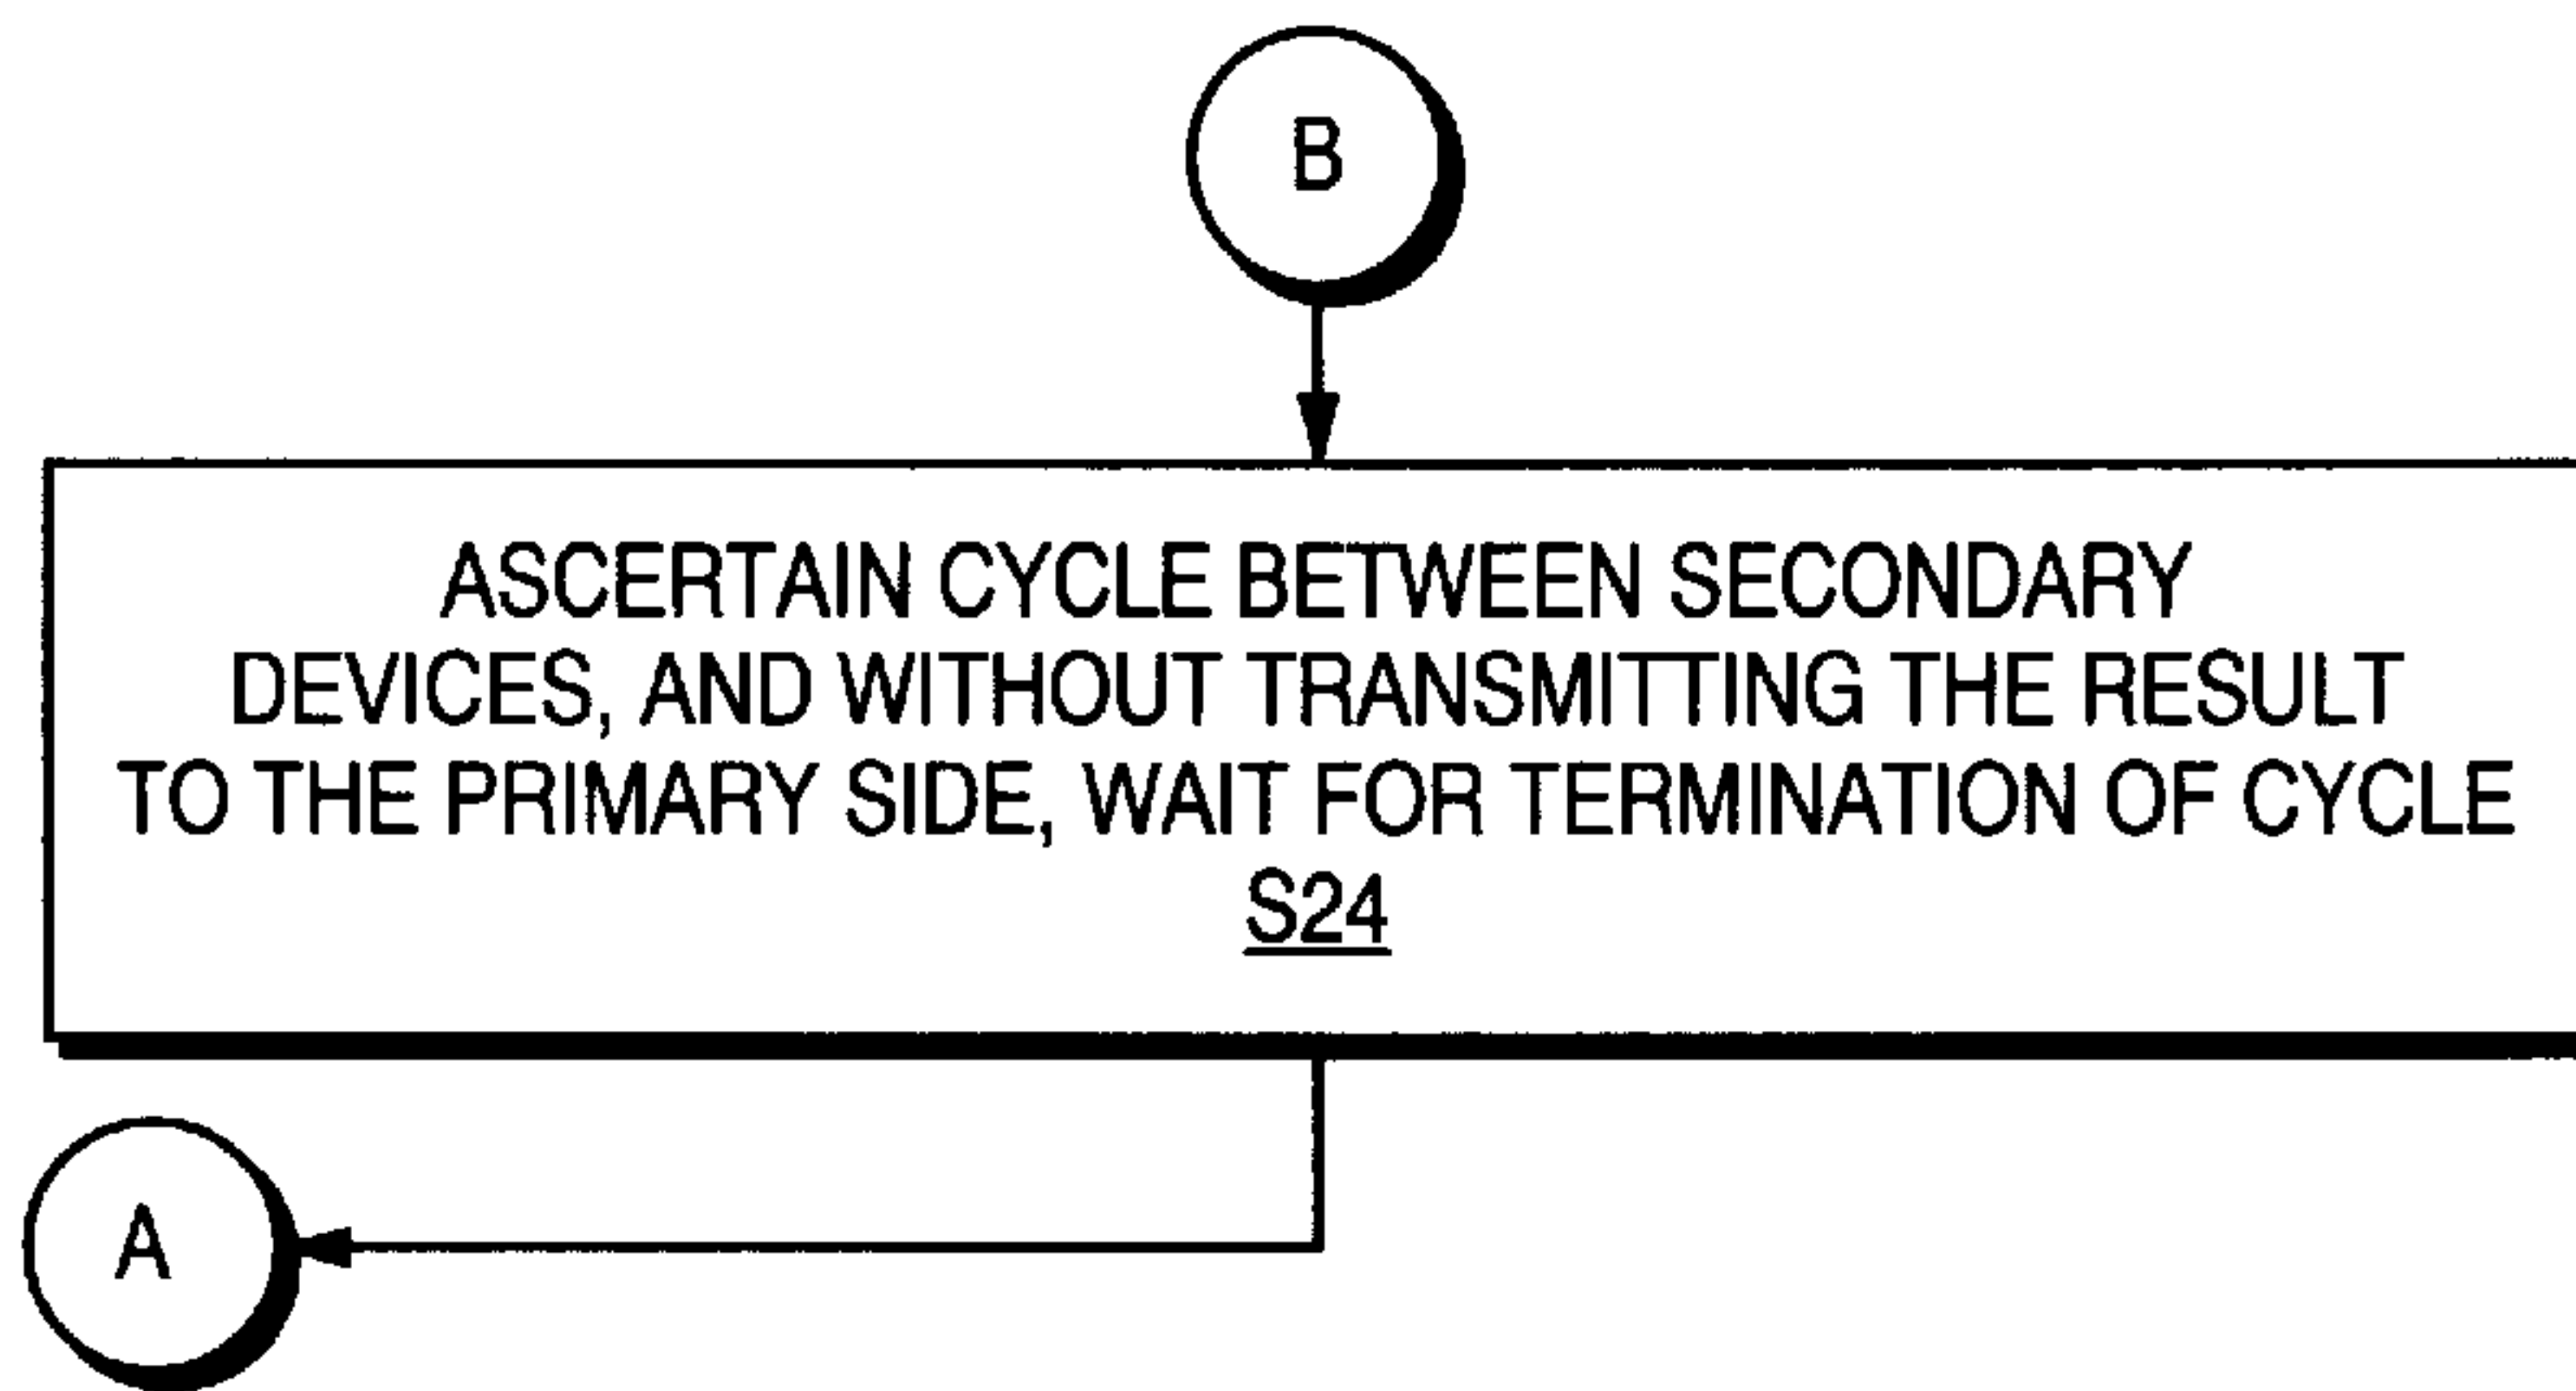 B
ASCERTAIN CYCLE BETWEEN SECONDARY
DEVICES, AND WITHOUT TRANSMITTING THE RESULT
TO THE PRIMARY SIDE, WAIT FOR TERMINATION OF CYCLE
S24
A